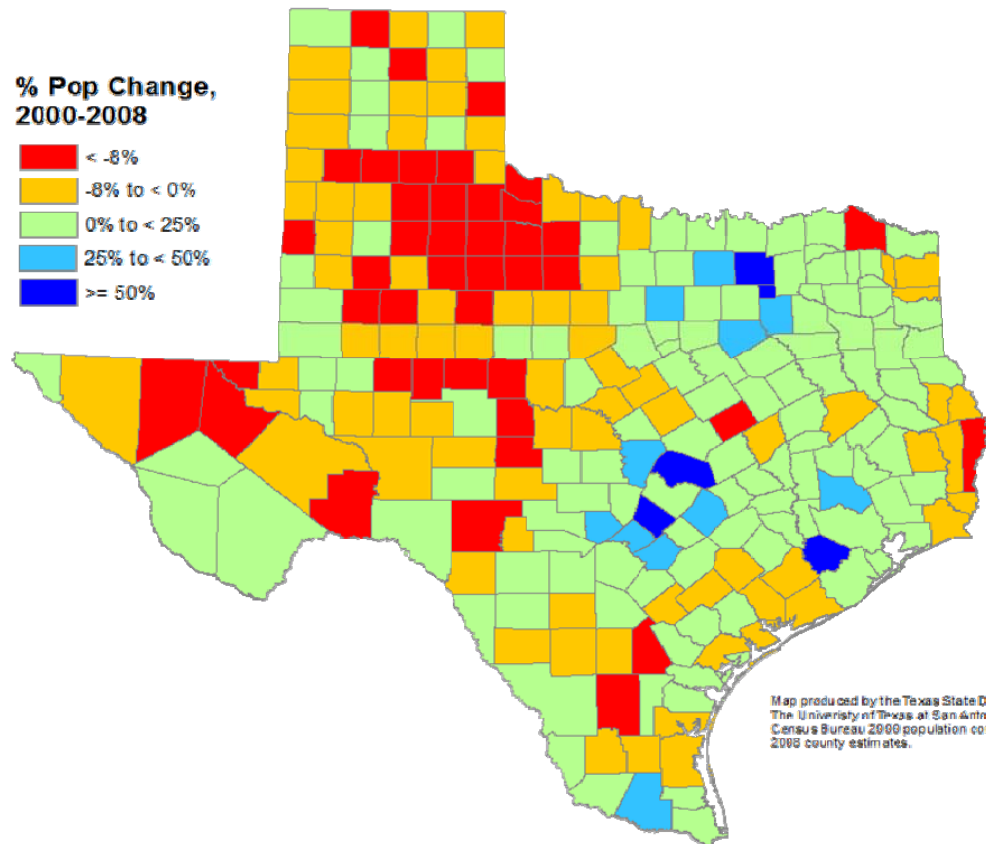 % Pop Change,
2000-2008
< -8%
-8% to < 0%
0% to < 25%
25% to < 50%
>= 50%
Map produced by the Texas State D
The Univeristy of Texas at San Anto
Census Bureau 2000 population co
2008 county estimates.